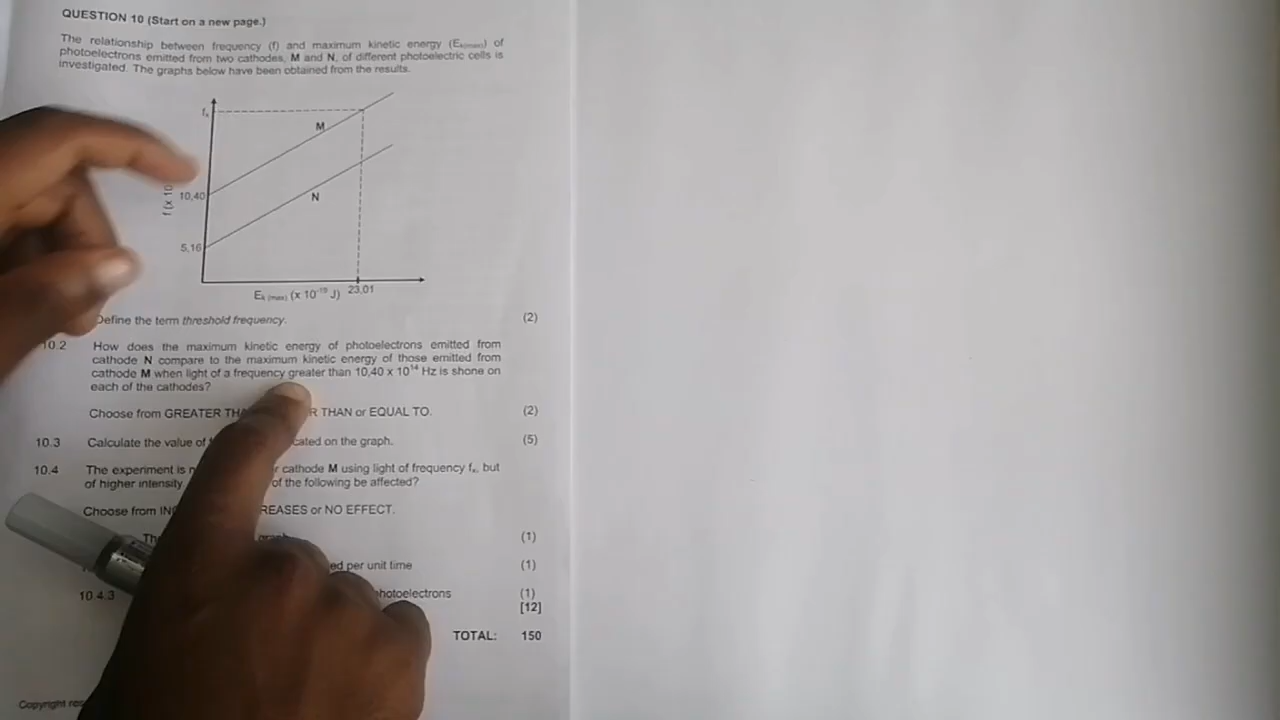 QUESTION 10 (Start on a new page.)
The relationship between frequency (f) and maximum kinetic energy (Ek(max)) of
photoelectrons emitted from two cathodes, M and N, of different photoelectric cells is
investigated. The graphs below have been obtained from the results.
fx
M
10,40
N
f (x 10
5,16
23,01
Ek (max) (x 10⁻¹⁹ J)
Define the term threshold frequency. (2)
10.2 How does the maximum kinetic energy of photoelectrons emitted from
cathode N compare to the maximum kinetic energy of those emitted from
cathode M when light of a frequency greater than 10,40 x 10¹⁴ Hz is shone on
each of the cathodes?
Choose from GREATER THAN or EQUAL TO. (2)
10.3 Calculate the value of on the graph. (5)
10.4 The experiment is cathode M using light of frequency fx, but
of higher intensity. of the following be affected?
Choose from or NO EFFECT.
(1)
per unit time (1)
10.4.3 photoelectrons (1)
[12]
TOTAL: 150
Copyright